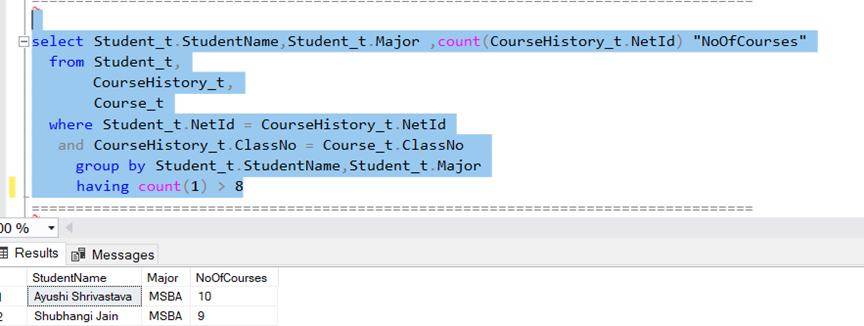 ================================================================================
select Student_t.StudentName,Student_t.Major ,count(CourseHistory_t.NetId) "NoOfCourses"
from Student_t,
CourseHistory_t,
Course_t
where Student_t.NetId = CourseHistory_t.NetId
and CourseHistory_t.ClassNo = Course_t.ClassNo
group by Student_t.StudentName,Student_t.Major
having count(1) > 8
================================================================================
00 %
Results Messages
StudentName Major NoOfCourses
1 Ayushi Shrivastava MSBA 10
2 Shubhangi Jain MSBA 9